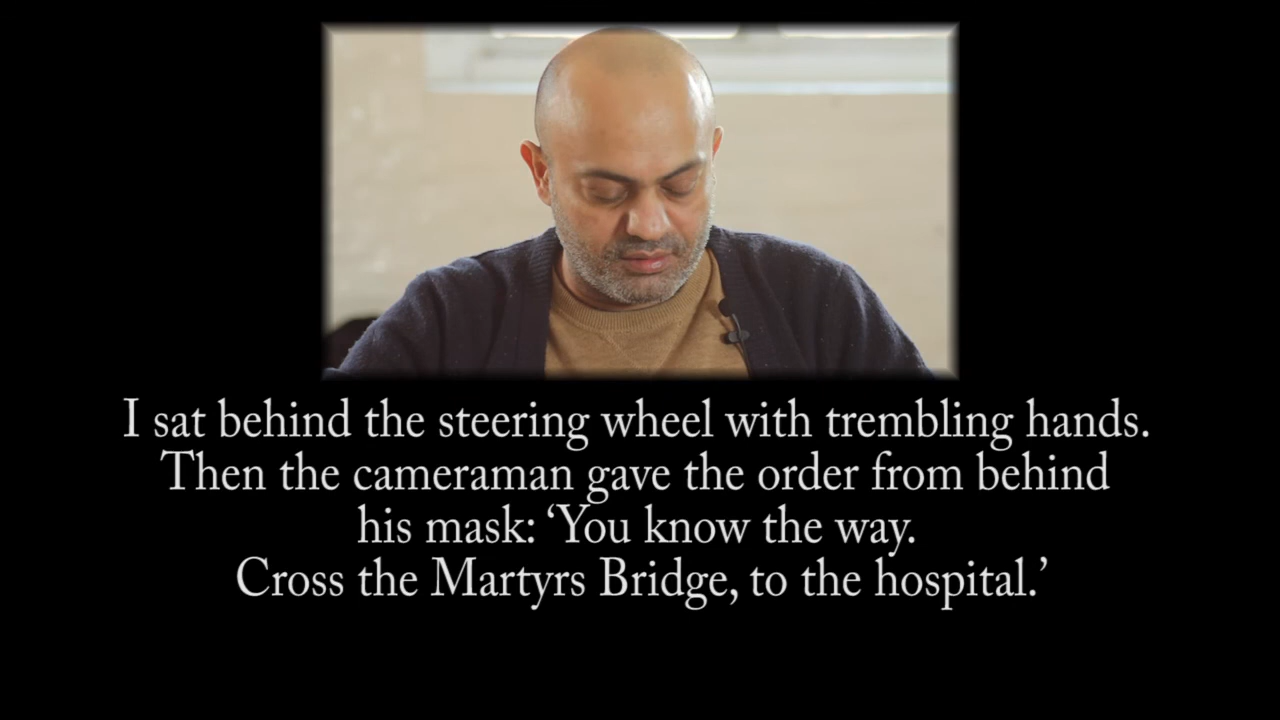 I sat behind the steering wheel with trembling hands.
Then the cameraman gave the order from behind
his mask: ‘You know the way.
Cross the Martyrs Bridge, to the hospital.’